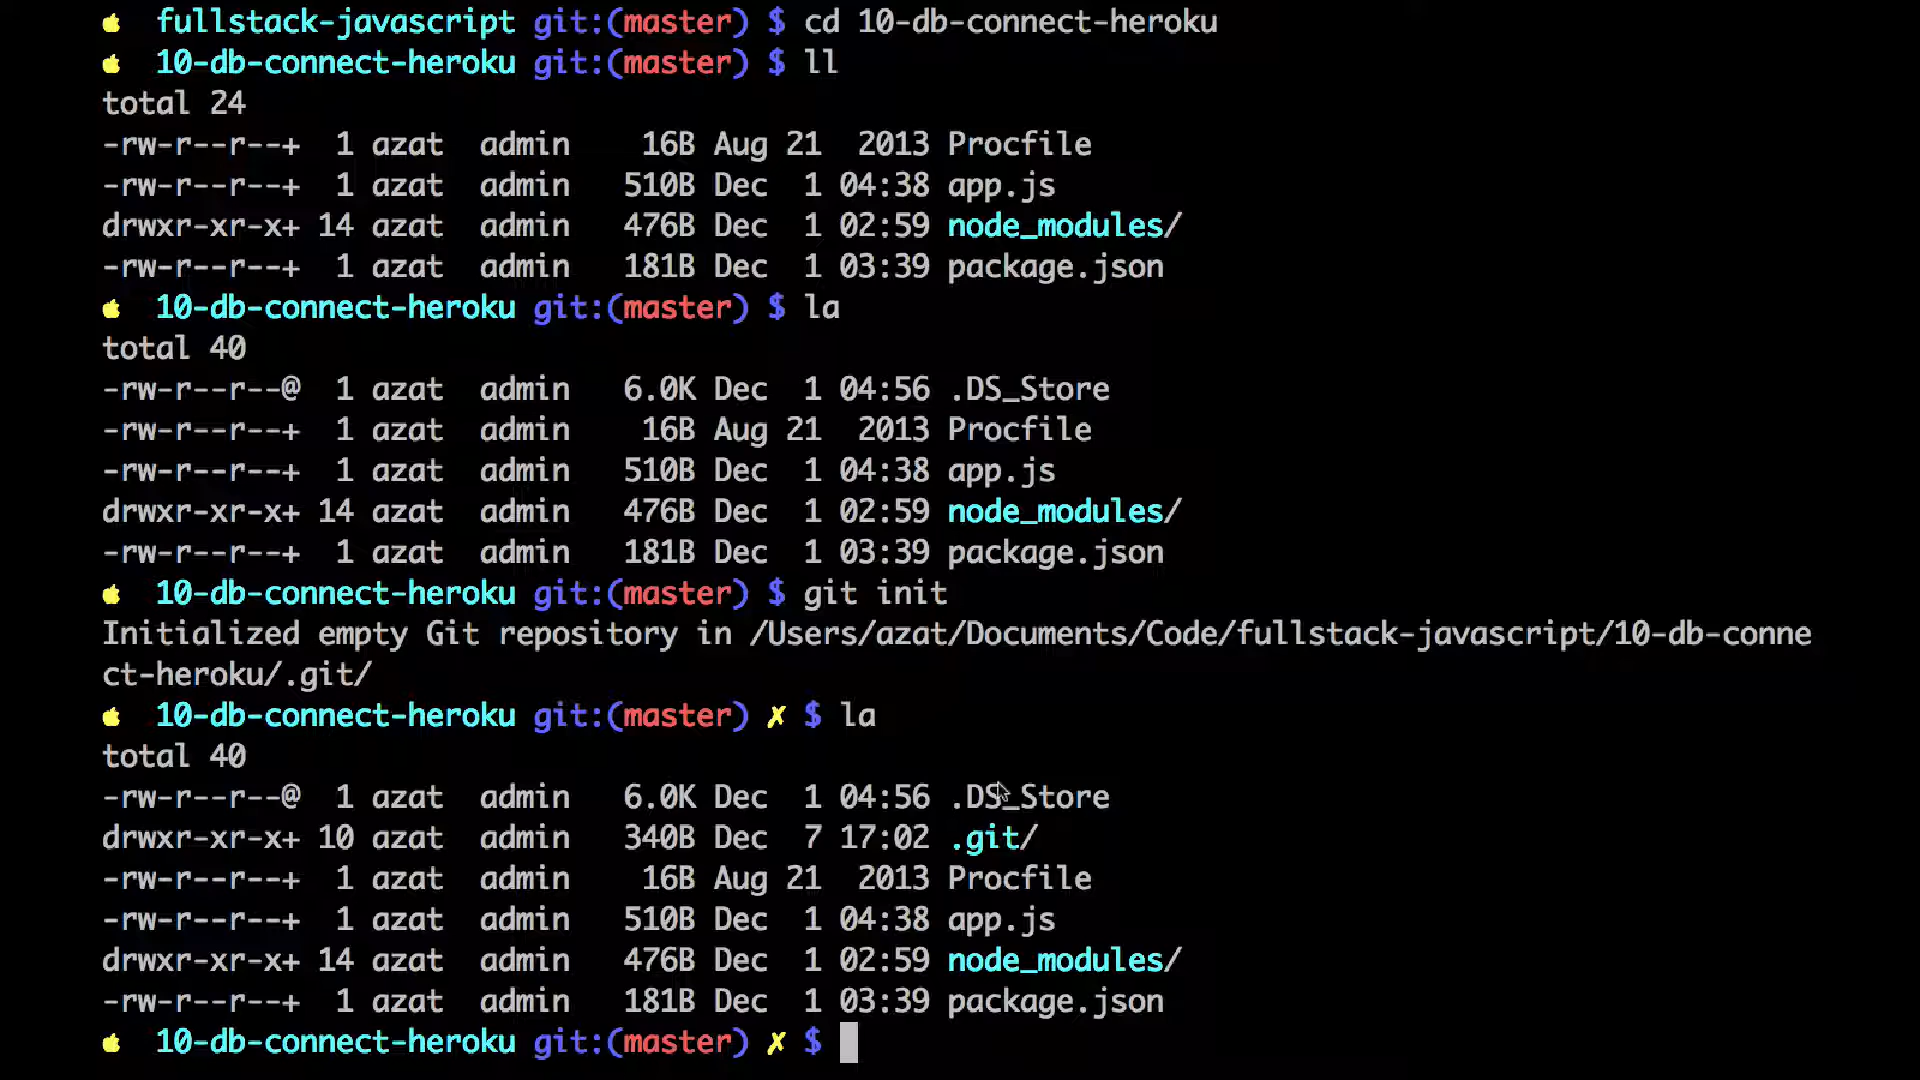 fullstack-javascript git:(master) $ cd 10-db-connect-heroku
10-db-connect-heroku git:(master) $ ll
total 24
-rw-r--r--+  1 azat  admin    16B Aug 21  2013 Procfile
-rw-r--r--+  1 azat  admin   510B Dec  1 04:38 app.js
drwxr-xr-x+ 14 azat  admin   476B Dec  1 02:59 node_modules/
-rw-r--r--+  1 azat  admin   181B Dec  1 03:39 package.json
10-db-connect-heroku git:(master) $ la
total 40
-rw-r--r--@  1 azat  admin   6.0K Dec  1 04:56 .DS_Store
-rw-r--r--+  1 azat  admin    16B Aug 21  2013 Procfile
-rw-r--r--+  1 azat  admin   510B Dec  1 04:38 app.js
drwxr-xr-x+ 14 azat  admin   476B Dec  1 02:59 node_modules/
-rw-r--r--+  1 azat  admin   181B Dec  1 03:39 package.json
10-db-connect-heroku git:(master) $ git init
Initialized empty Git repository in /Users/azat/Documents/Code/fullstack-javascript/10-db-conne
ct-heroku/.git/
10-db-connect-heroku git:(master) ✗ $ la
total 40
-rw-r--r--@  1 azat  admin   6.0K Dec  1 04:56 .DS_Store
drwxr-xr-x+ 10 azat  admin   340B Dec  7 17:02 .git/
-rw-r--r--+  1 azat  admin    16B Aug 21  2013 Procfile
-rw-r--r--+  1 azat  admin   510B Dec  1 04:38 app.js
drwxr-xr-x+ 14 azat  admin   476B Dec  1 02:59 node_modules/
-rw-r--r--+  1 azat  admin   181B Dec  1 03:39 package.json
10-db-connect-heroku git:(master) ✗ $